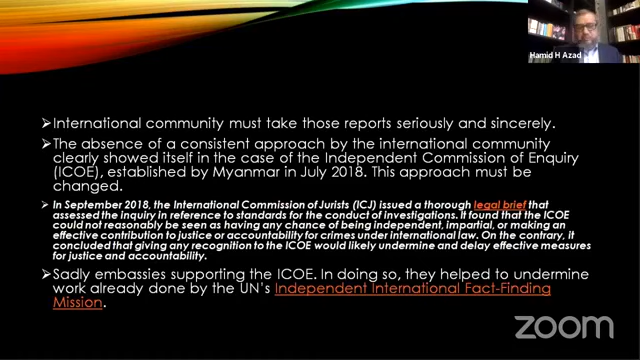 Hamid H Azad
➢International community must take those reports seriously and sincerely.
➢The absence of a consistent approach by the international community
clearly showed itself in the case of the Independent Commission of Enquiry
(ICOE), established by Myanmar in July 2018. This approach must be
changed.
➢In September 2018, the International Commission of Jurists (ICJ) issued a thorough legal brief that
assessed the inquiry in reference to standards for the conduct of investigations. It found that the ICOE
could not reasonably be seen as having any chance of being independent, impartial, or making an
effective contribution to justice or accountability for crimes under international law. On the contrary, it
concluded that giving any recognition to the ICOE would likely undermine and delay effective measures
for justice and accountability.
➢Sadly embassies supporting the ICOE. In doing so, they helped to undermine
work already done by the UN's Independent International Fact-Finding
Mission.
zoom